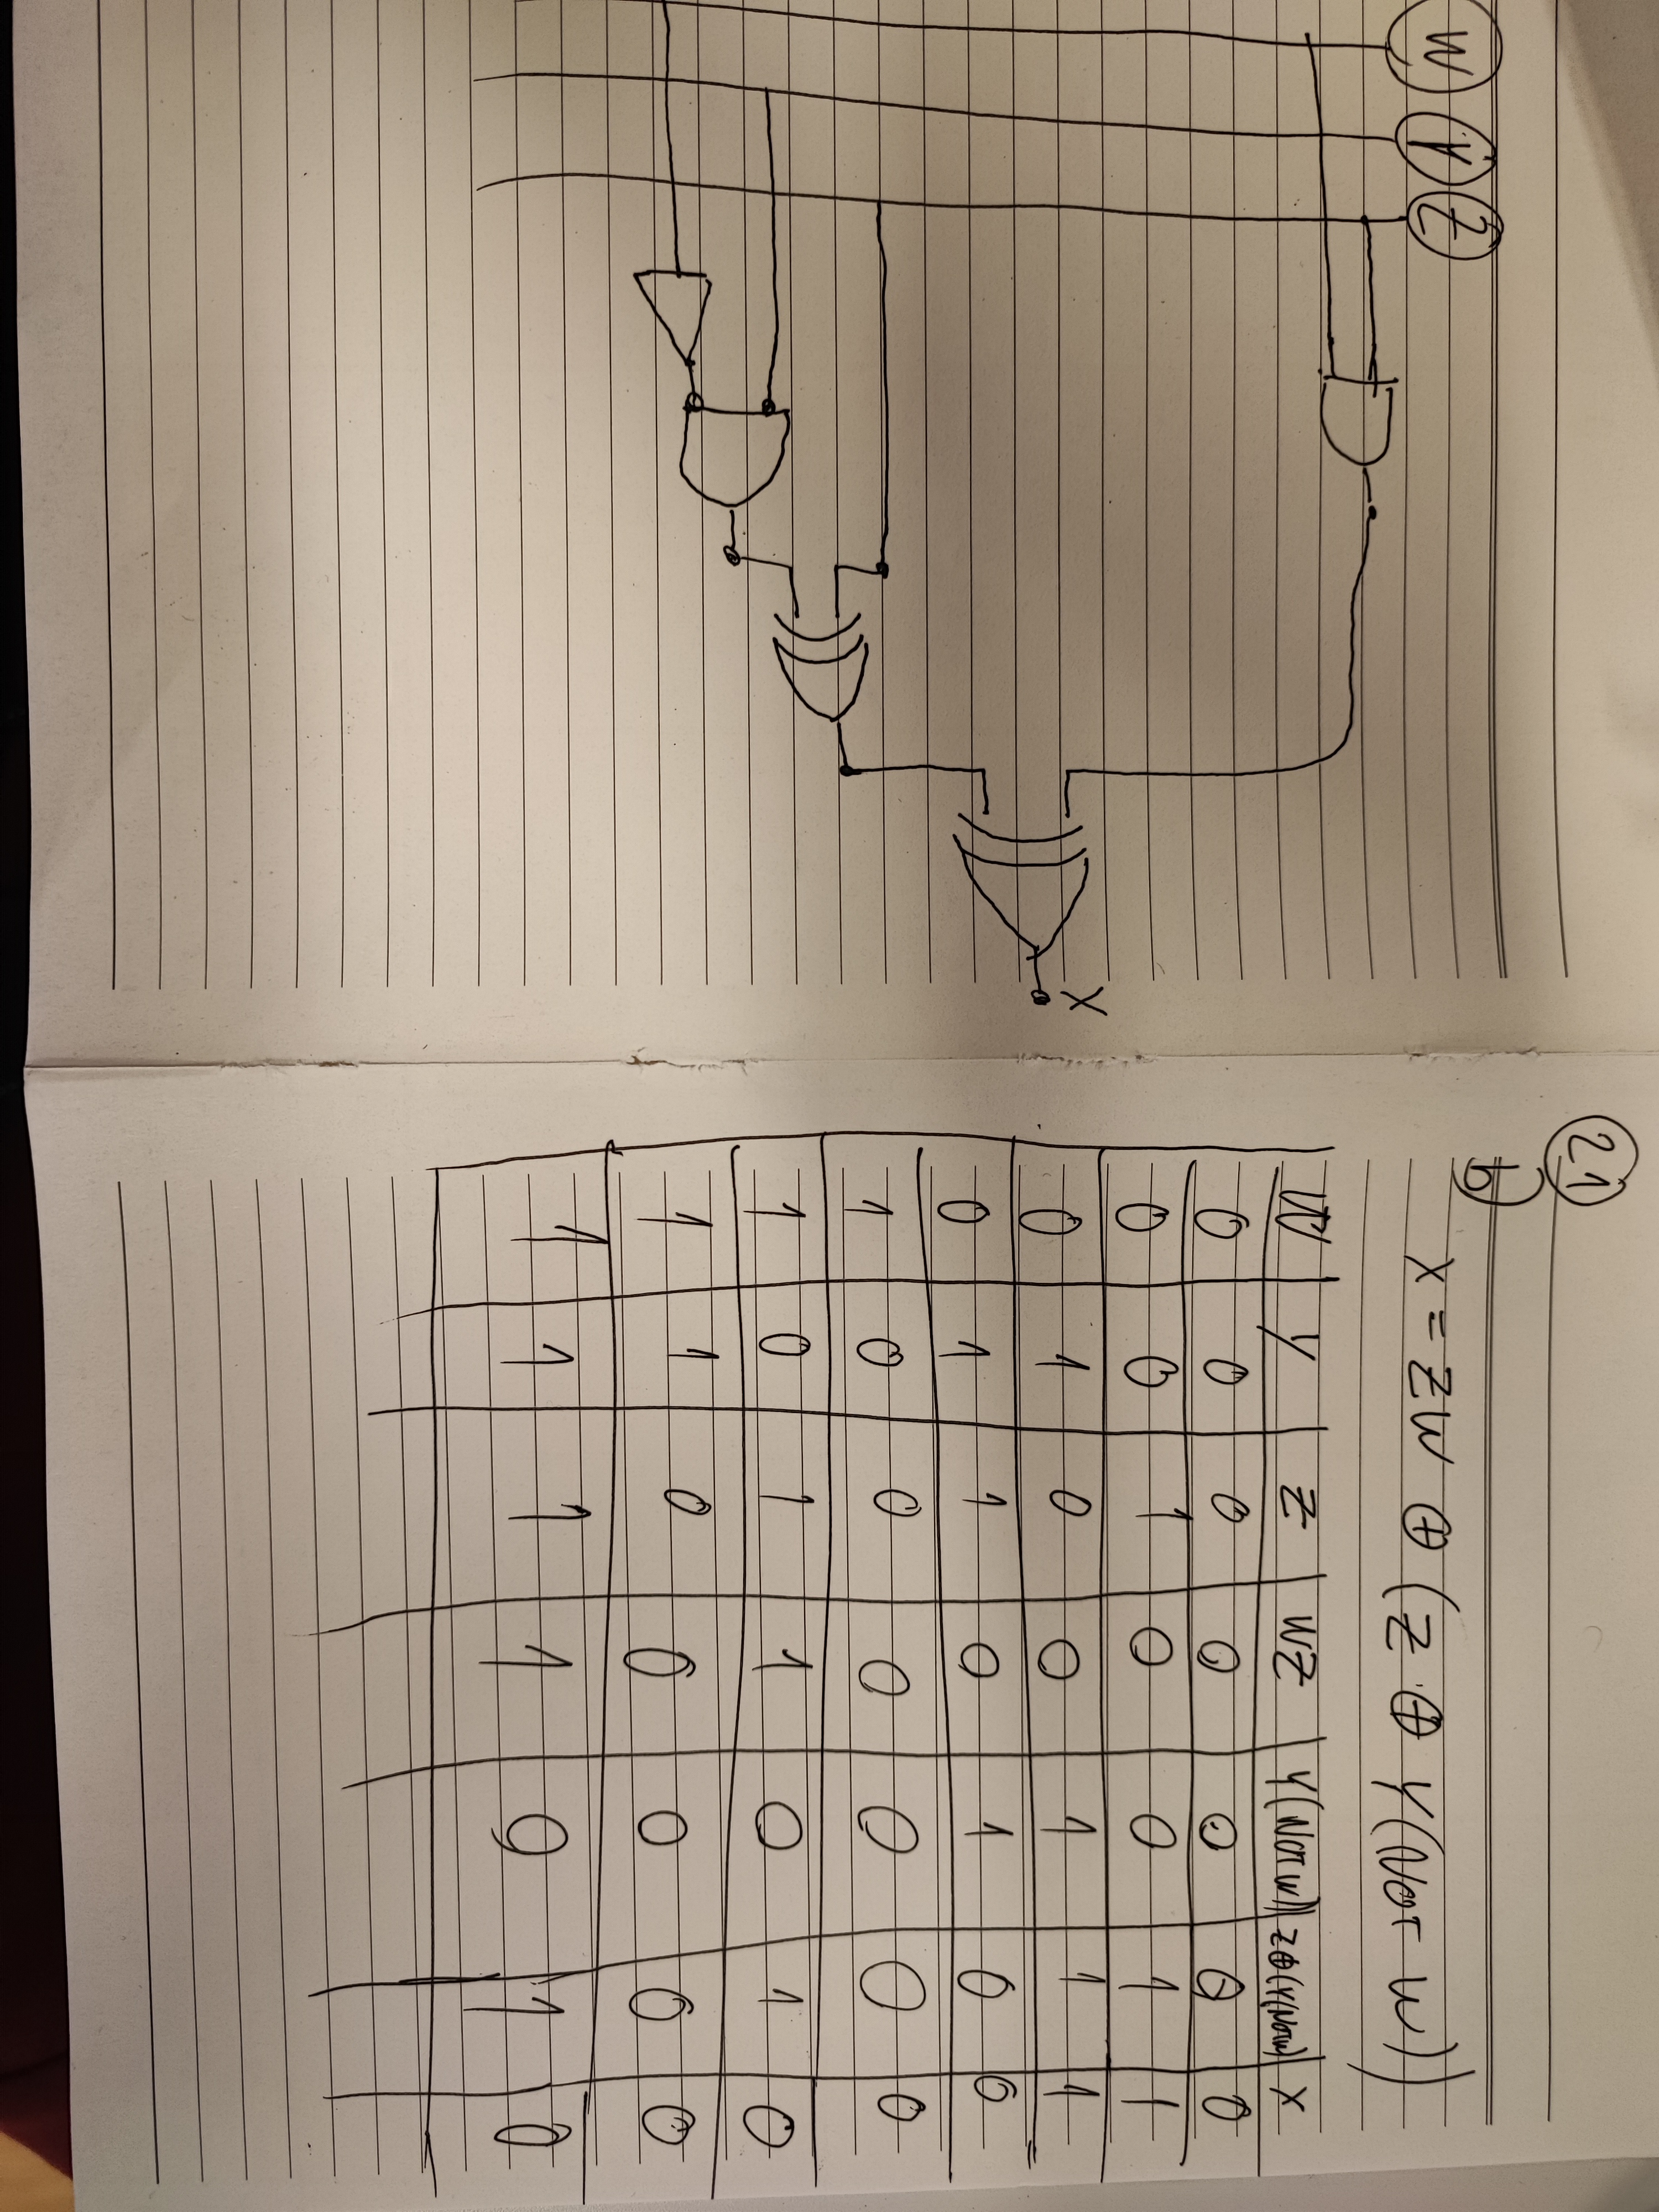 W
Y
Z
X
21
b)
X = ZW ⊕ (Z ⊕ Y(NOT W))
W Y Z WZ Y(NOT W) Z⊕(Y(NOT W) X
0 0 0 0 0 0 0
0 0 1 0 0 1 1
0 1 0 0 1 1 1
0 1 1 0 1 0 0
1 0 0 0 0 0 0
1 0 1 1 0 1 0
1 1 0 0 0 0 0
1 1 1 1 0 1 0